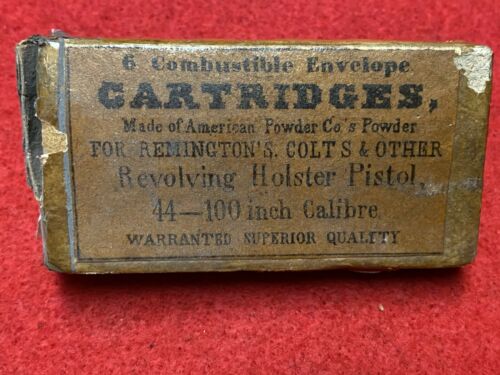 6 Combustible Envelope
CARTRIDGES,
Made of American Powder Co's Powder
FOR REMINGTON'S, COLT'S & OTHER
Revolving Holster Pistol,
44—100 inch Calibre
WARRANTED SUPERIOR QUALITY